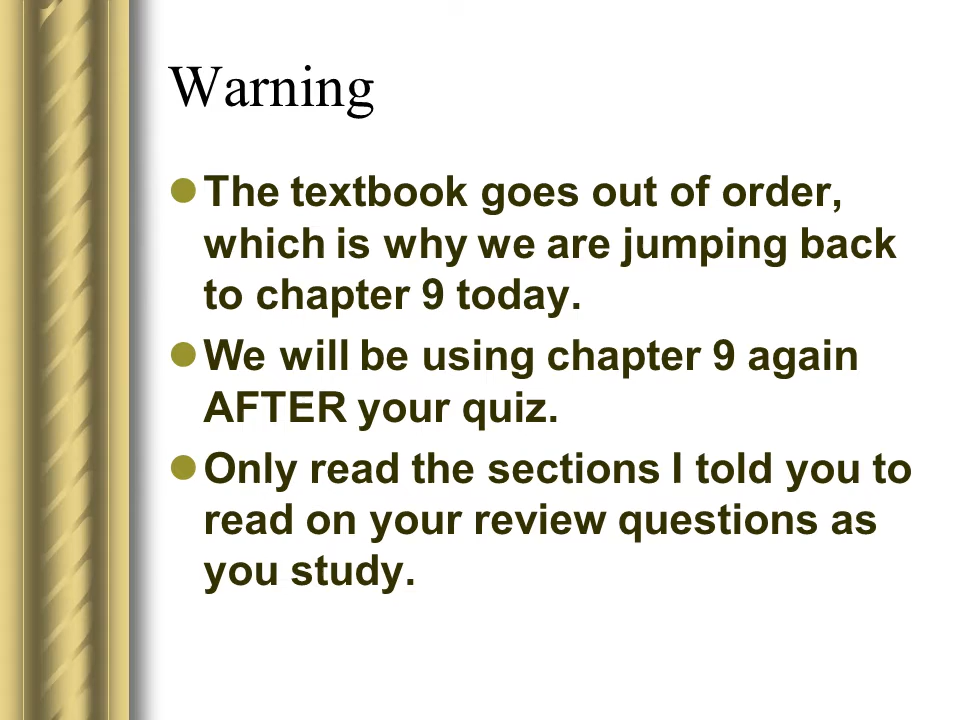 Warning
The textbook goes out of order,
which is why we are jumping back
to chapter 9 today.
We will be using chapter 9 again
AFTER your quiz.
Only read the sections I told you to
read on your review questions as
you study.